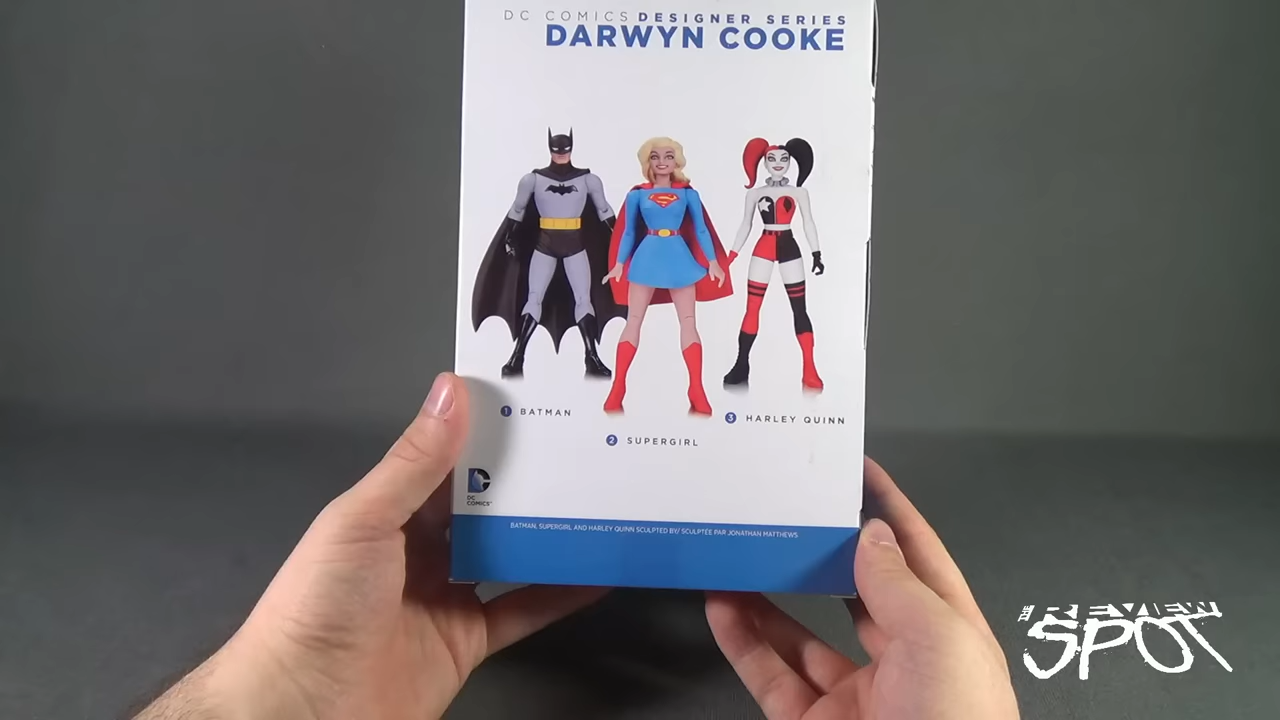 DC COMICS DESIGNER SERIES
DARWYN COOKE
1 BATMAN
2 SUPERGIRL
3 HARLEY QUINN
DC
COMICS™
BATMAN, SUPERGIRL AND HARLEY QUINN SCULPTED BY/ SCULPTÉE PAR JONATHAN MATTHEWS
THE REVIEW
SPOT